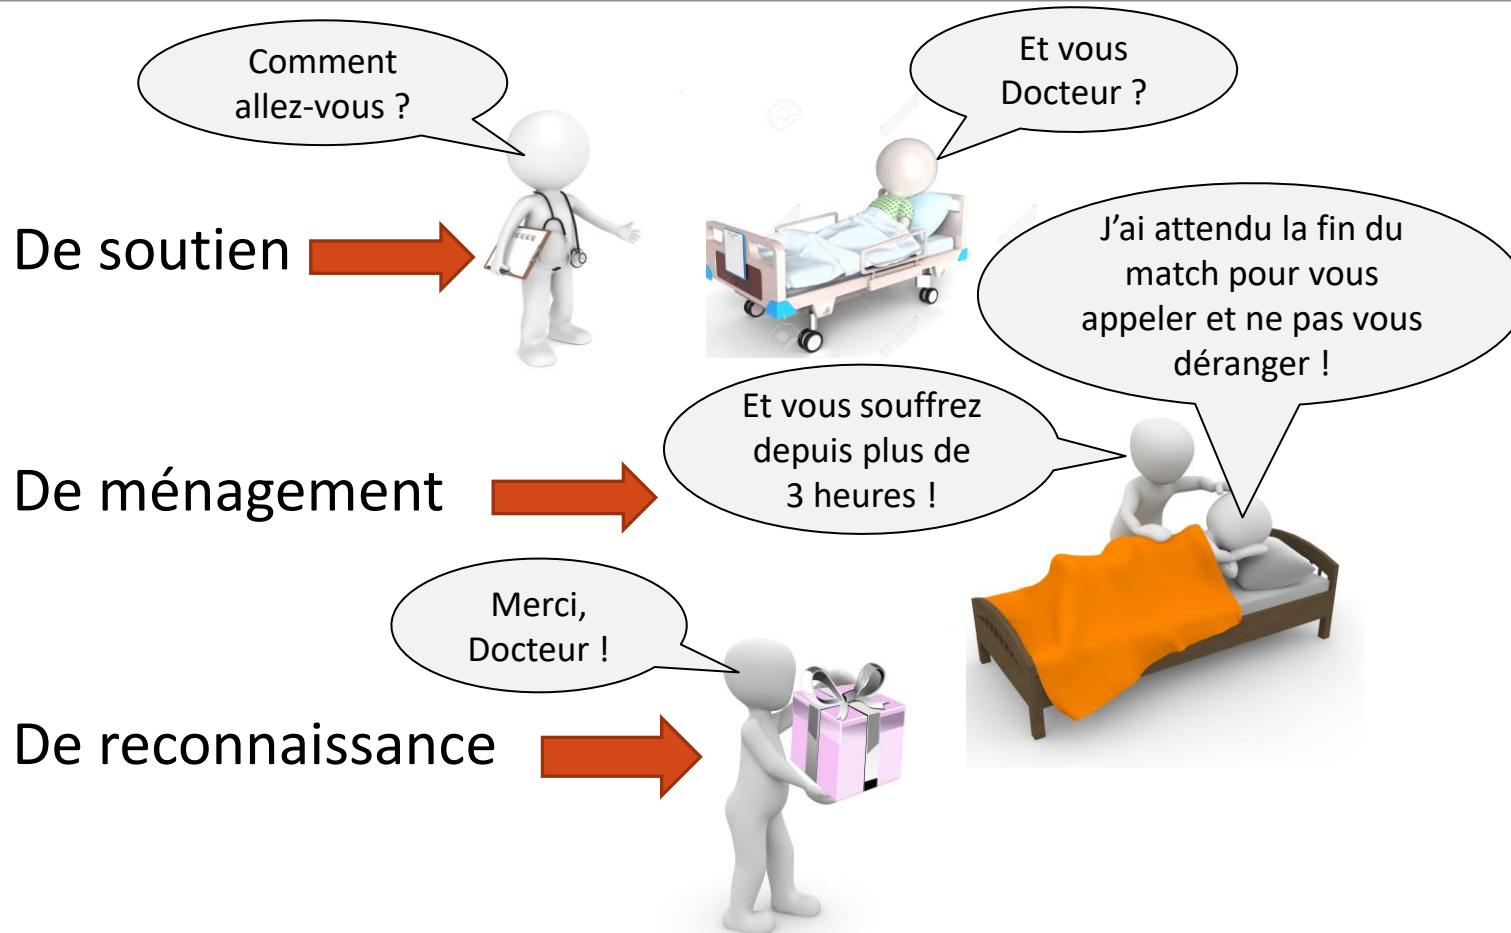 Comment
allez-vous ?
Et vous
Docteur ?
De soutien
J’ai attendu la fin du
match pour vous
appeler et ne pas vous
déranger !
Et vous souffrez
depuis plus de
3 heures !
De ménagement
Merci,
Docteur !
De reconnaissance